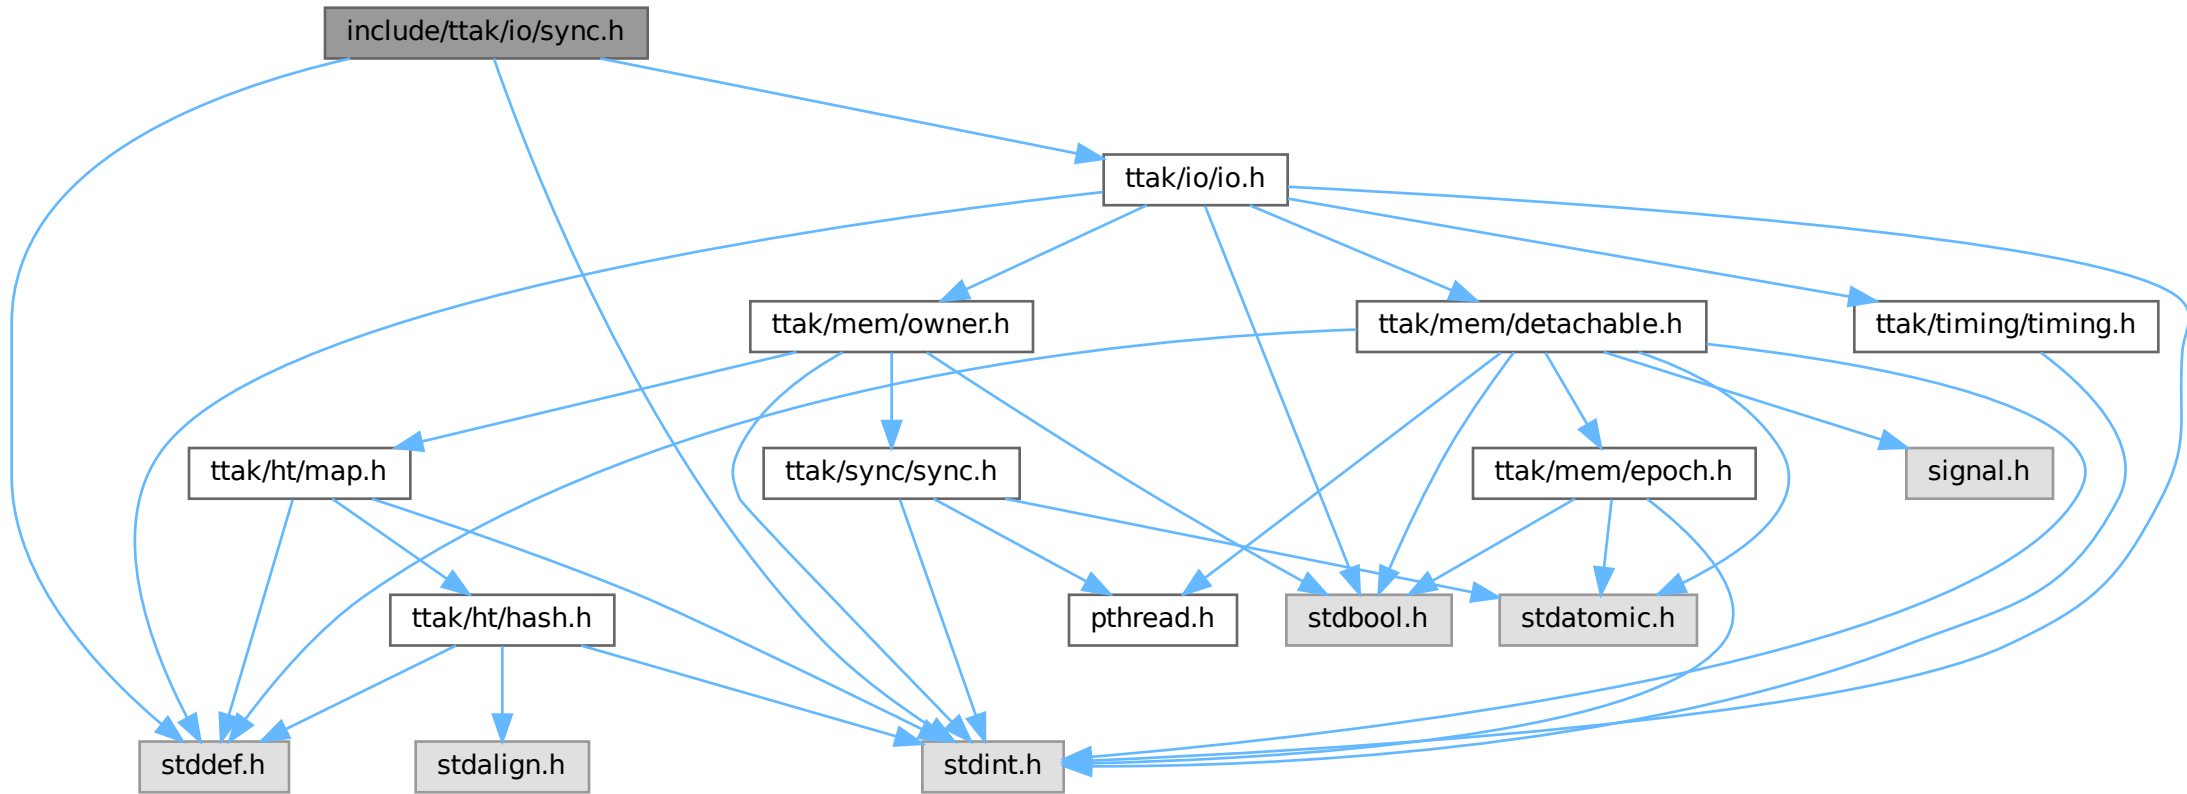 include/ttak/io/sync.h
ttak/io/io.h
ttak/mem/owner.h
ttak/mem/detachable.h
ttak/timing/timing.h
ttak/ht/map.h
ttak/sync/sync.h
ttak/mem/epoch.h
signal.h
ttak/ht/hash.h
pthread.h
stdbool.h
stdatomic.h
stddef.h
stdalign.h
stdint.h